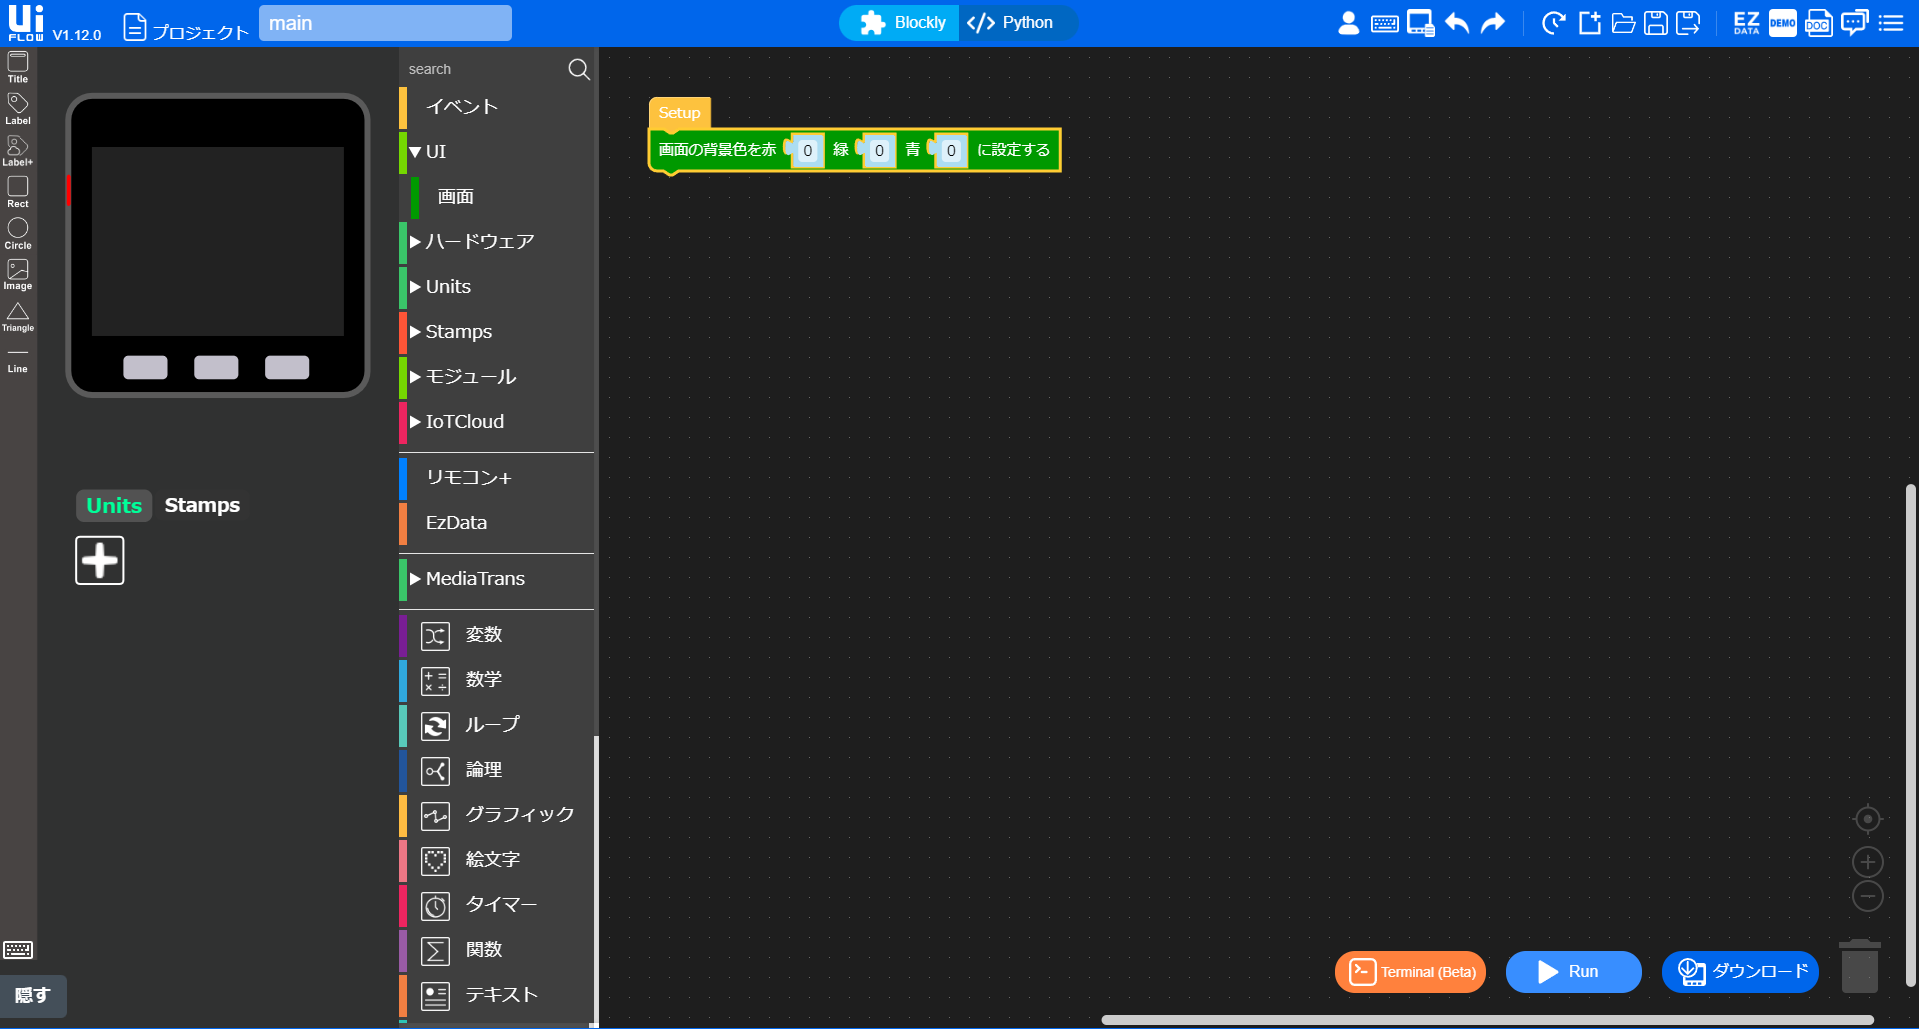 Ui
FLOW V1.12.0 プロジェクト main Blockly </> Python EZ DATA DEMO DOC
Title
Label
Label+
Rect
Circle
Image
Triangle
Line
隠す
Units Stamps
search
イベント
UI
画面
ハードウェア
Units
Stamps
モジュール
IoTCloud
リモコン+
EzData
MediaTrans
変数
数学
ループ
論理
グラフィック
絵文字
タイマー
関数
テキスト
Setup
画面の背景色を赤 0 緑 0 青 0 に設定する
Terminal (Beta) Run ダウンロード